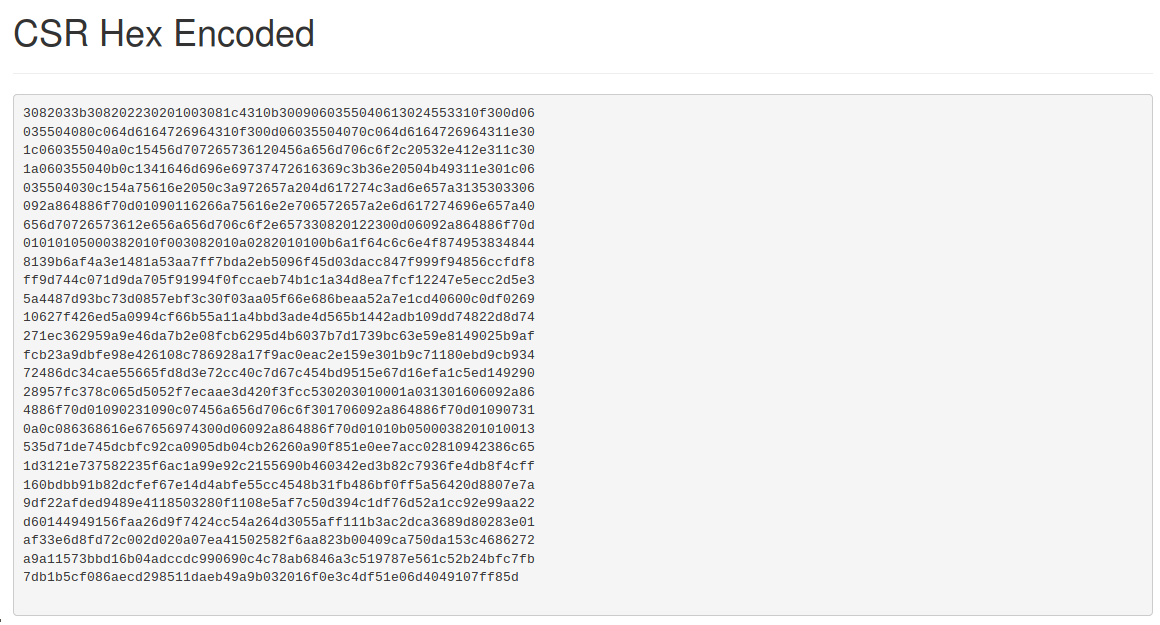 CSR Hex Encoded
3082033b308202230201003081c4310b3009060355040613024553310f300d06
035504080c064d6164726964310f300d06035504070c064d6164726964311e30
1c060355040a0c15456d707265736120456a656d706c6f2c20532e412e311c30
1a060355040b0c1341646d696e69737472616369c3b36e20504b49311e301c06
035504030c154a75616e2050c3a972657a204d617274c3ad6e657a3135303306
092a864886f70d01090116266a75616e2e706572657a2e6d617274696e657a40
656d70726573612e656a656d706c6f2e657330820122300d06092a864886f70d
01010105000382010f003082010a0282010100b6a1f64c6c6e4f874953834844
8139b6af4a3e1481a53aa7ff7bda2eb5096f45d03dacc847f999f94856ccfdf8
ff9d744c071d9da705f91994f0fccaeb74b1c1a34d8ea7fcf12247e5ecc2d5e3
5a4487d93bc73d0857ebf3c30f03aa05f66e686beaa52a7e1cd40600c0df0269
10627f426ed5a0994cf66b55a11a4bbd3ade4d565b1442adb109dd74822d8d74
271ec362959a9e46da7b2e08fcb6295d4b6037b7d1739bc63e59e8149025b9af
fcb23a9dbfe98e426108c786928a17f9ac0eac2e159e301b9c71180ebd9cb934
72486dc34cae55665fd8d3e72cc40c7d67c454bd9515e67d16efa1c5ed149290
28957fc378c065d5052f7ecaae3d420f3fcc530203010001a031301606092a86
4886f70d01090231090c07456a656d706c6f301706092a864886f70d01090731
0a0c086368616e67656974300d06092a864886f70d01010b0500038201010013
535d71de745dcbfc92ca0905db04cb26260a90f851e0ee7acc02810942386c65
1d3121e737582235f6ac1a99e92c2155690b460342ed3b82c7936fe4db8f4cff
160bdbb91b82dcfef67e14d4abfe55cc4548b31fb486bf0ff5a56420d8807e7a
9df22afded9489e4118503280f1108e5af7c50d394c1df76d52a1cc92e99aa22
d60144949156faa26d9f7424cc54a264d3055aff111b3ac2dca3689d80283e01
af33e6d8fd72c002d020a07ea41502582f6aa823b00409ca750da153c4686272
a9a11573bbd16b04adccdc990690c4c78ab6846a3c519787e561c52b24bfc7fb
7db1b5cf086aecd298511daeb49a9b032016f0e3c4df51e06d4049107ff85d